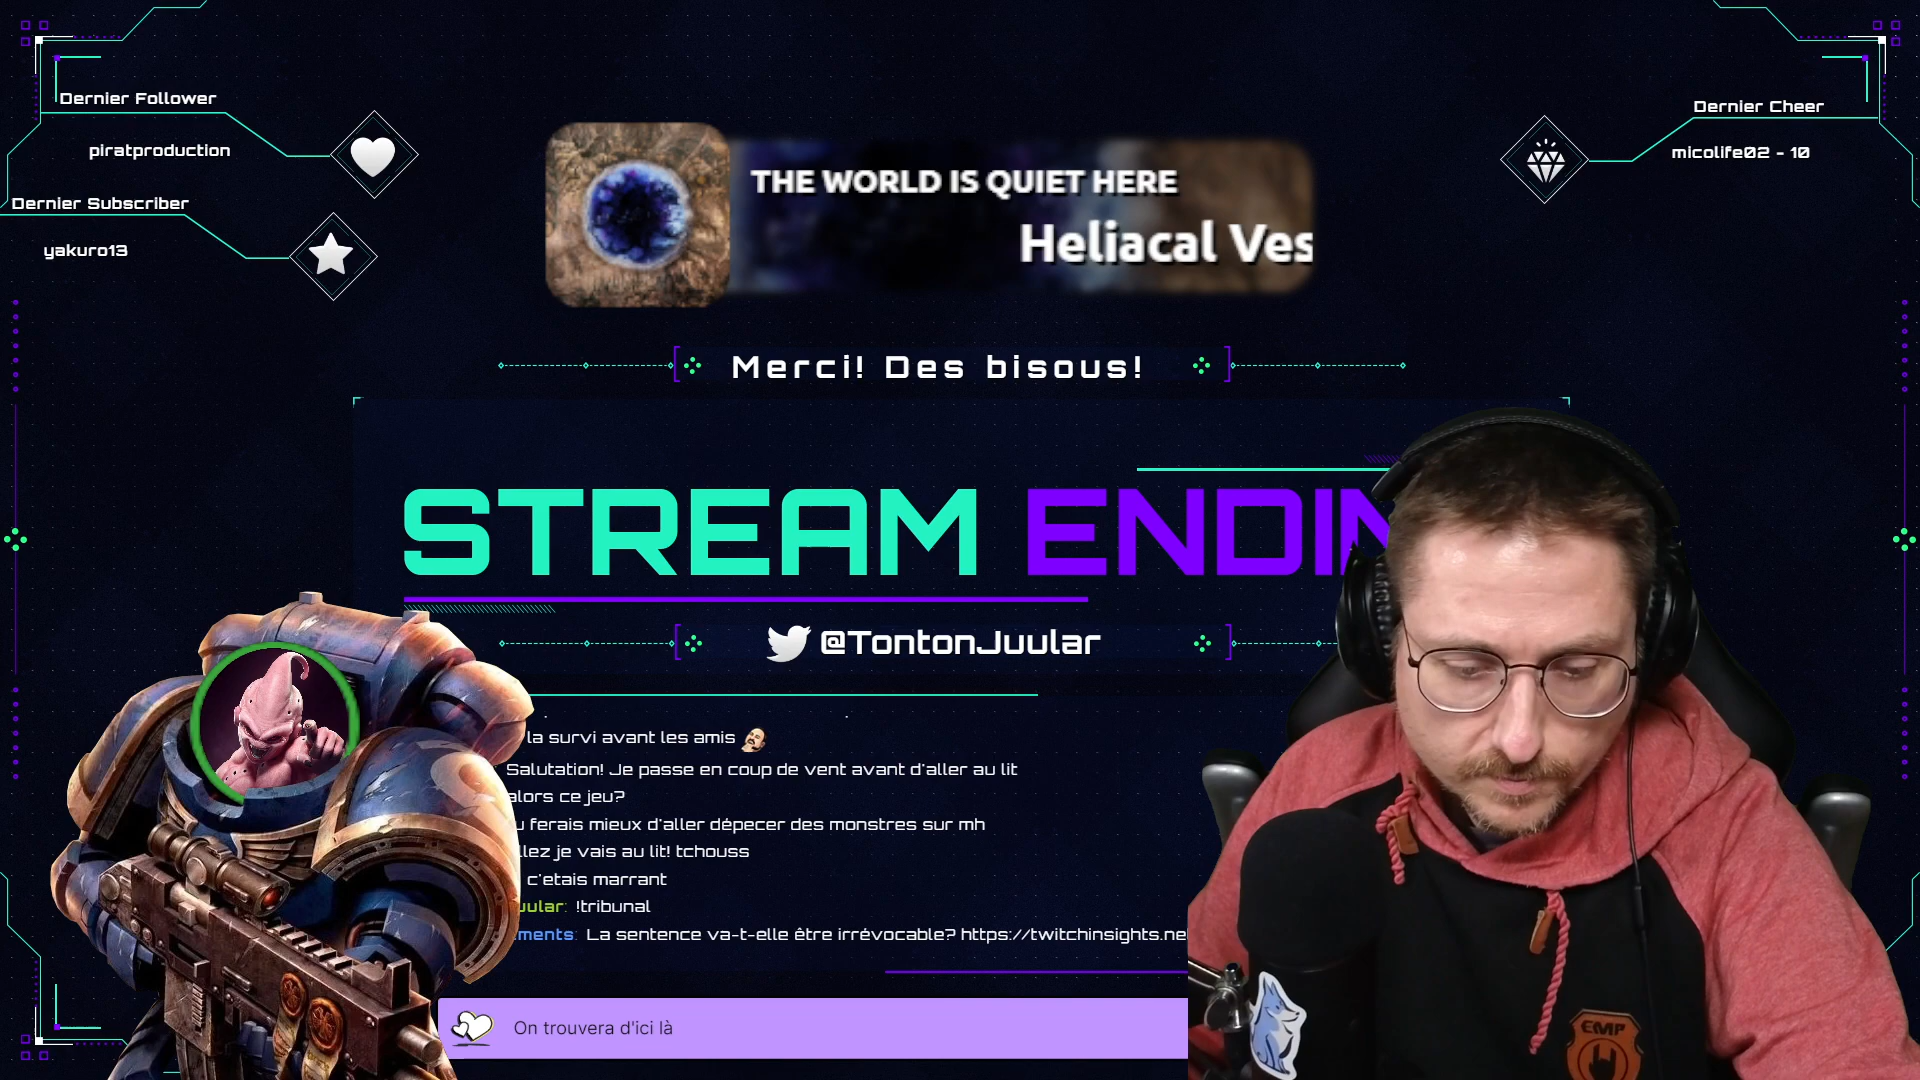 Dernier Follower
piratproduction
Dernier Subscriber
yakuro13
Dernier Cheer
micolife02 - 10
THE WORLD IS QUIET HERE
Heliacal Ves
Merci! Des bisous!
STREAM ENDIN
@TontonJuular
la survi avant les amis
Salutation! Je passe en coup de vent avant d'aller au lit
alors ce jeu?
u ferais mieux d'aller dépecer des monstres sur mh
llez je vais au lit! tchouss
c'etais marrant
uular: !tribunal
ments: La sentence va-t-elle être irrévocable? https://twitchinsights.ne
On trouvera d'ici là
EMP